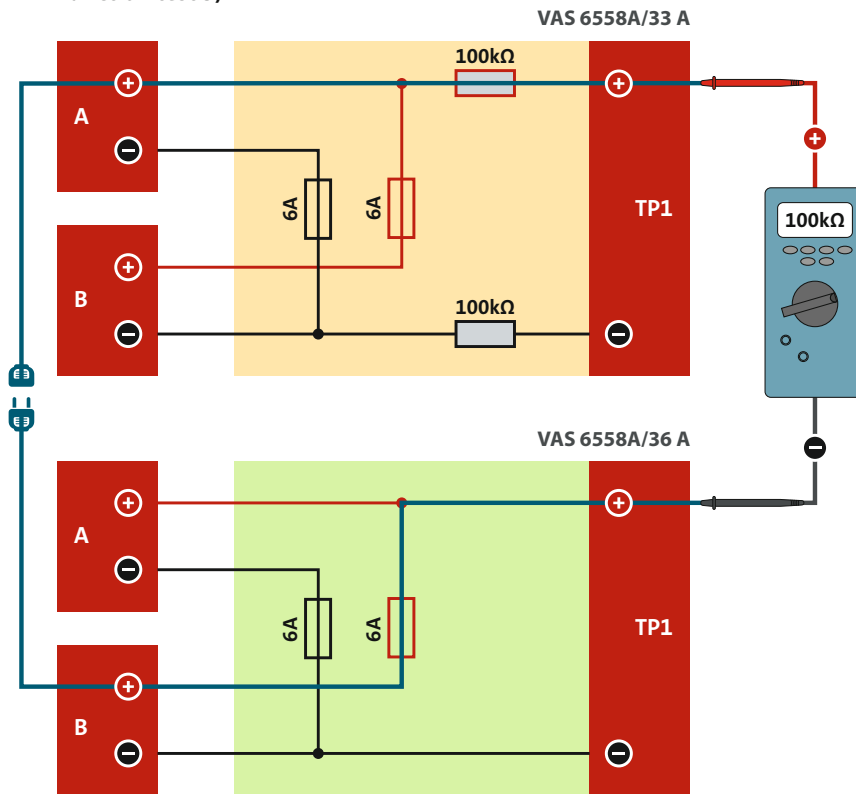 VAS 6558A/33 A
100kΩ
+
A
−
6A
6A
TP1
+
100kΩ
+
B
100kΩ
−
−
VAS 6558A/36 A
−
+
+
A
−
6A
6A
TP1
+
B
−
−